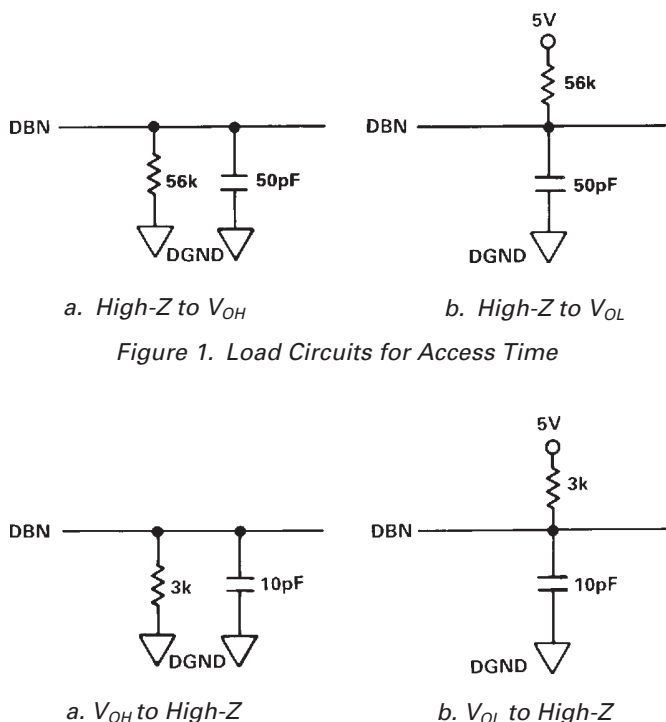 5V
56k
DBN
DBN
56k
50pF
50pF
DGND
DGND
a. High-Z to VOH
b. High-Z to VOL
Figure 1. Load Circuits for Access Time
5V
3k
DBN
DBN
3k
10pF
10pF
DGND
DGND
a. VOH to High-Z
b. VOL to High-Z